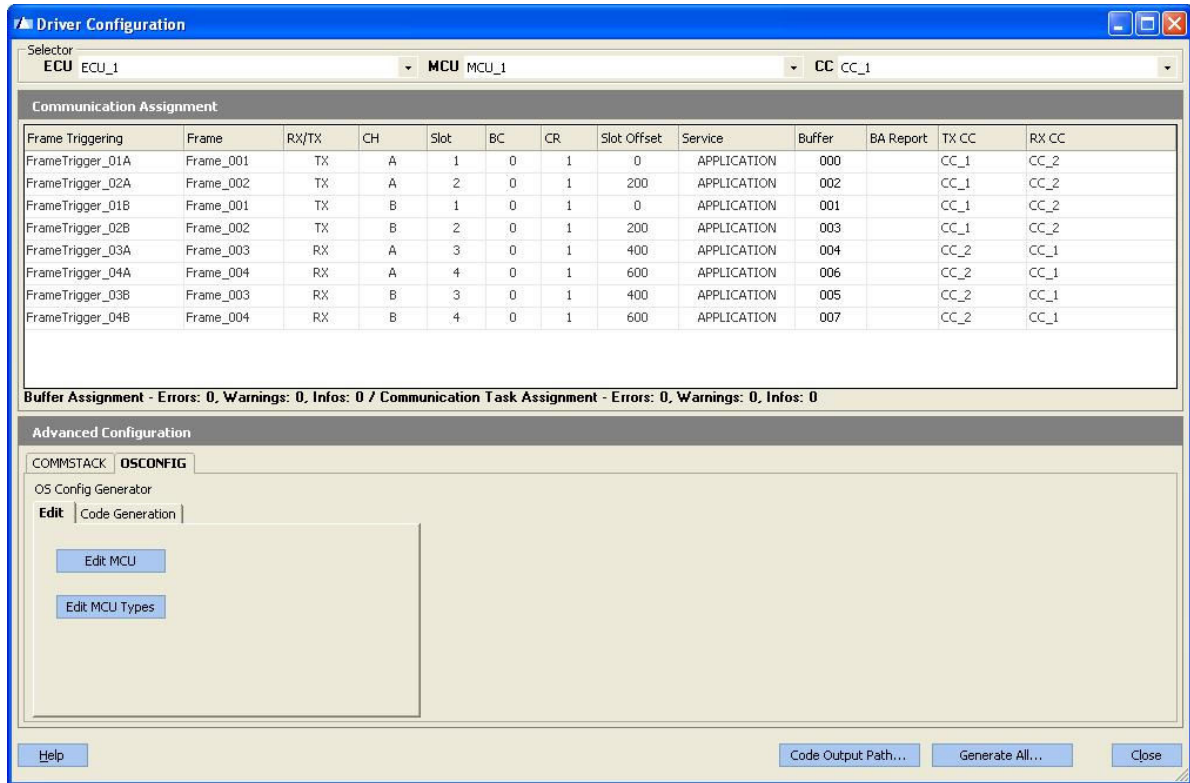 Driver Configuration
Selector
ECU ECU_1 MCU MCU_1 CC CC_1
Communication Assignment
Frame Triggering Frame RX/TX CH Slot BC CR Slot Offset Service Buffer BA Report TX CC RX CC
FrameTrigger_01A Frame_001 TX A 1 0 1 0 APPLICATION 000 CC_1 CC_2
FrameTrigger_02A Frame_002 TX A 2 0 1 200 APPLICATION 002 CC_1 CC_2
FrameTrigger_01B Frame_001 TX B 1 0 1 0 APPLICATION 001 CC_1 CC_2
FrameTrigger_02B Frame_002 TX B 2 0 1 200 APPLICATION 003 CC_1 CC_2
FrameTrigger_03A Frame_003 RX A 3 0 1 400 APPLICATION 004 CC_2 CC_1
FrameTrigger_04A Frame_004 RX A 4 0 1 600 APPLICATION 006 CC_2 CC_1
FrameTrigger_03B Frame_003 RX B 3 0 1 400 APPLICATION 005 CC_2 CC_1
FrameTrigger_04B Frame_004 RX B 4 0 1 600 APPLICATION 007 CC_2 CC_1
Buffer Assignment - Errors: 0, Warnings: 0, Infos: 0 / Communication Task Assignment - Errors: 0, Warnings: 0, Infos: 0
Advanced Configuration
COMMSTACK OSCONFIG
OS Config Generator
Edit Code Generation
Edit MCU
Edit MCU Types
Help Code Output Path... Generate All... Close